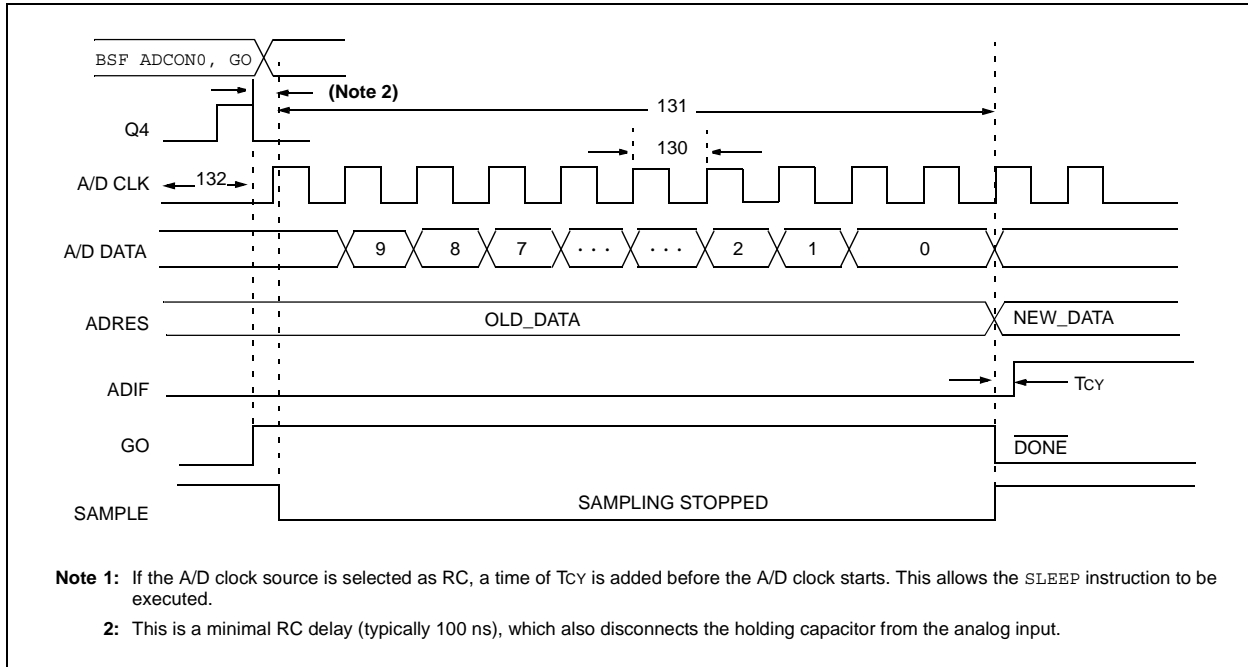 BSF ADCON0, GO
(Note 2)
131
Q4
130
A/D CLK
132
A/D DATA
9 8 7 . . . . . . 2 1 0
ADRES
OLD_DATA
NEW_DATA
ADIF
TCY
GO
DONE
SAMPLE
SAMPLING STOPPED
Note 1: If the A/D clock source is selected as RC, a time of TCY is added before the A/D clock starts. This allows the SLEEP instruction to be
executed.
2: This is a minimal RC delay (typically 100 ns), which also disconnects the holding capacitor from the analog input.